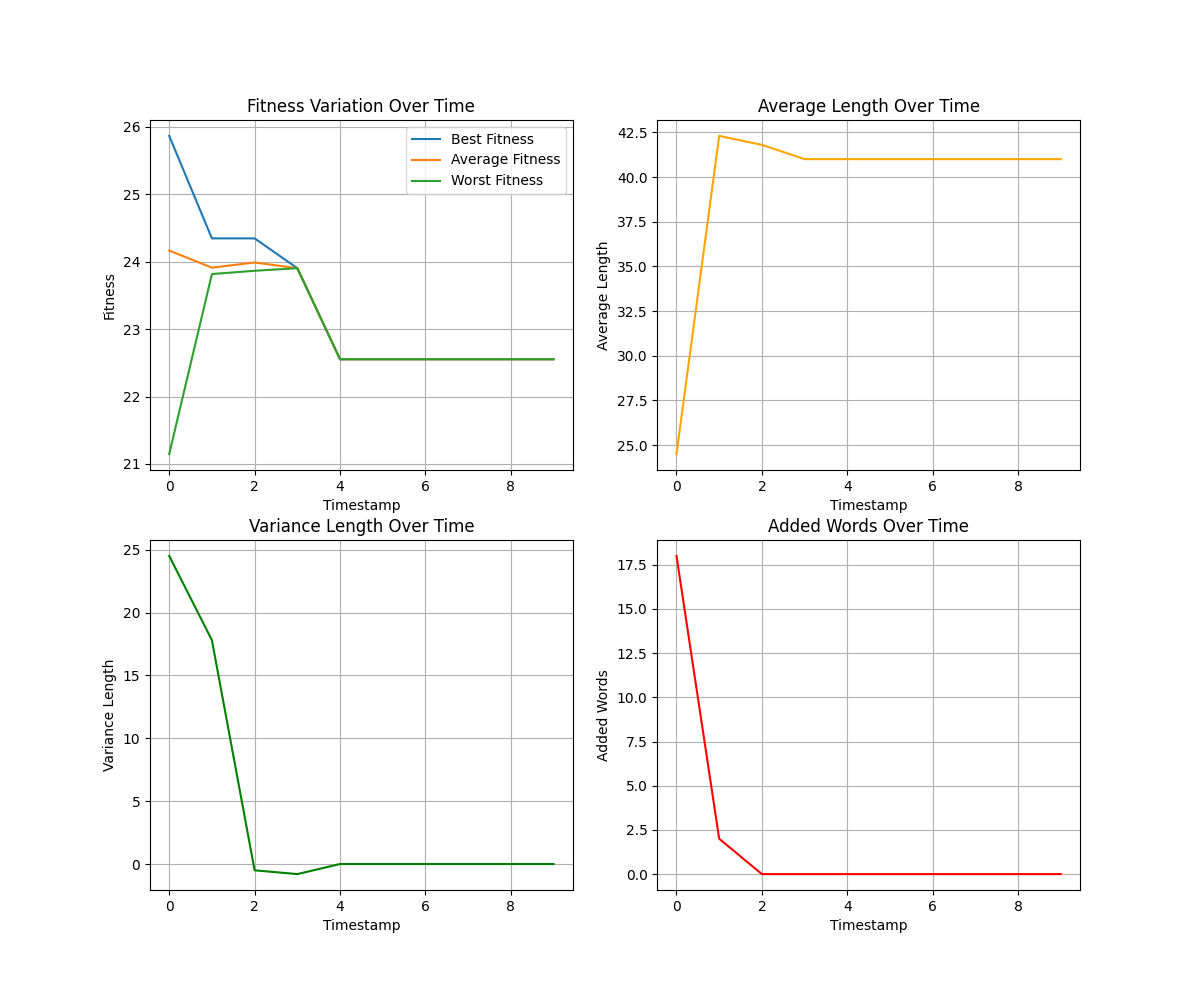 Fitness Variation Over Time
26
25
24
23
22
21
Fitness
Best Fitness
Average Fitness
Worst Fitness
0 2 4 6 8
Timestamp
Average Length Over Time
42.5
40.0
37.5
35.0
32.5
30.0
27.5
25.0
Average Length
0 2 4 6 8
Timestamp
Variance Length Over Time
25
20
15
10
5
0
Variance Length
0 2 4 6 8
Timestamp
Added Words Over Time
17.5
15.0
12.5
10.0
7.5
5.0
2.5
0.0
Added Words
0 2 4 6 8
Timestamp